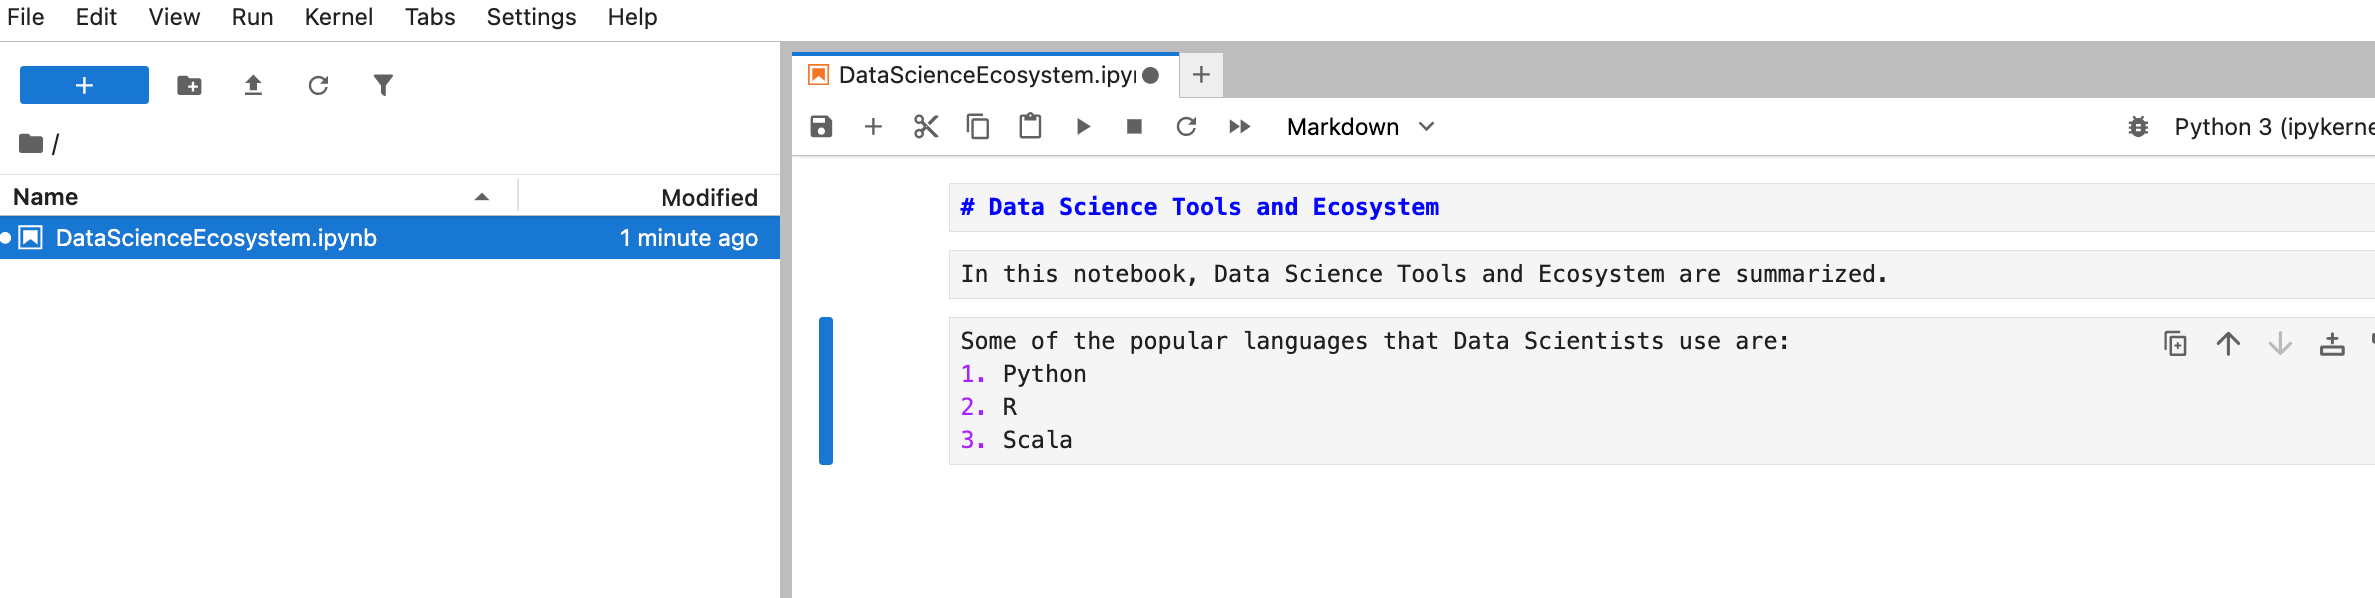 File Edit View Run Kernel Tabs Settings Help
/
Name Modified
DataScienceEcosystem.ipynb 1 minute ago
DataScienceEcosystem.ipyn
Markdown Python 3 (ipykerne
# Data Science Tools and Ecosystem
In this notebook, Data Science Tools and Ecosystem are summarized.
Some of the popular languages that Data Scientists use are:
1. Python
2. R
3. Scala